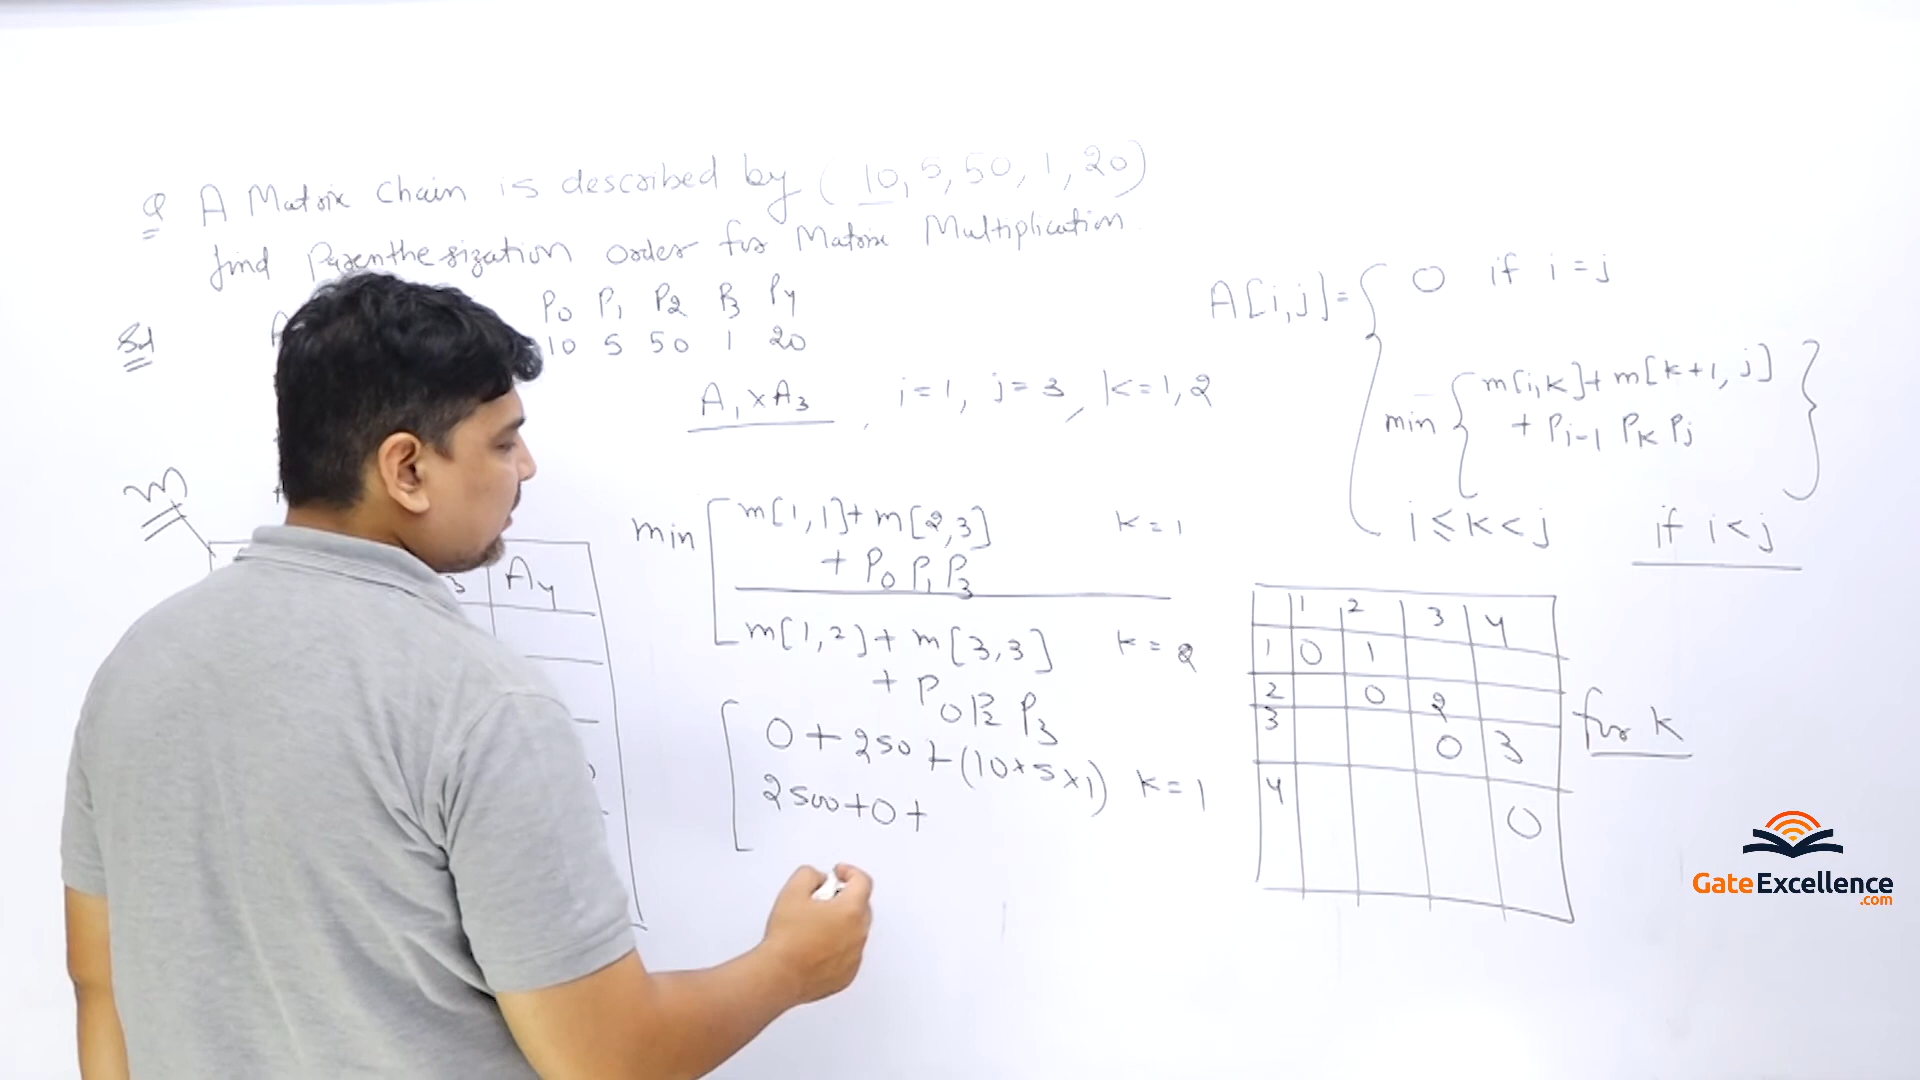 Q A Matrix Chain is described by (10, 5, 50, 1, 20)
find Parenthesization Order for Matrix Multiplication.
Sol
P0 P1 P2 P3 P4
10 5 50 1 20
A1 x A3 , i=1, j=3, k=1,2
m
3 A4
min
m[1,1]+m[2,3] k=1
+ P0 P1 P3
m[1,2]+ m[3,3] k=2
+ P0 P2 P3
0+250+(10*5*1) k=1
2500+0+
A[i,j]= 0 if i=j
min m[i,k]+m[k+1,j]
+ Pi-1 Pk Pj
i≤k<j if i<j
1 2 3 4
1 0 1
2 0 2
3 0 3
4 0
for k
GateExcellence
.com